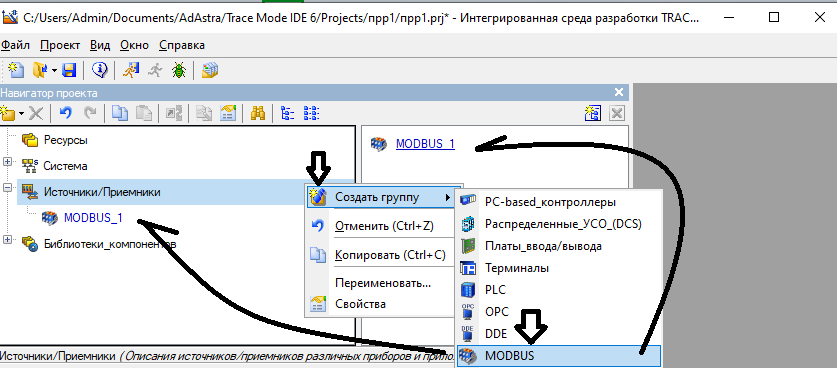 C:/Users/Admin/Documents/AdAstra/Trace Mode IDE 6/Projects/прр1/прр1.prj* - Интегрированная среда разработки TRAC...
Файл Проект Вид Окно Справка
Навигатор проекта
Ресурсы
Система
Источники/Приемники
MODBUS_1
Библиотеки_компонентов
MODBUS_1
Создать группу
Отменить (Ctrl+Z)
Копировать (Ctrl+C)
Переименовать...
Свойства
PC-based_контроллеры
Распределенные_УСО_(DCS)
Платы_ввода/вывода
Терминалы
PLC
OPC
DDE
MODBUS
Источники/Приемники (Описания источников/приемников различных приборов и прило